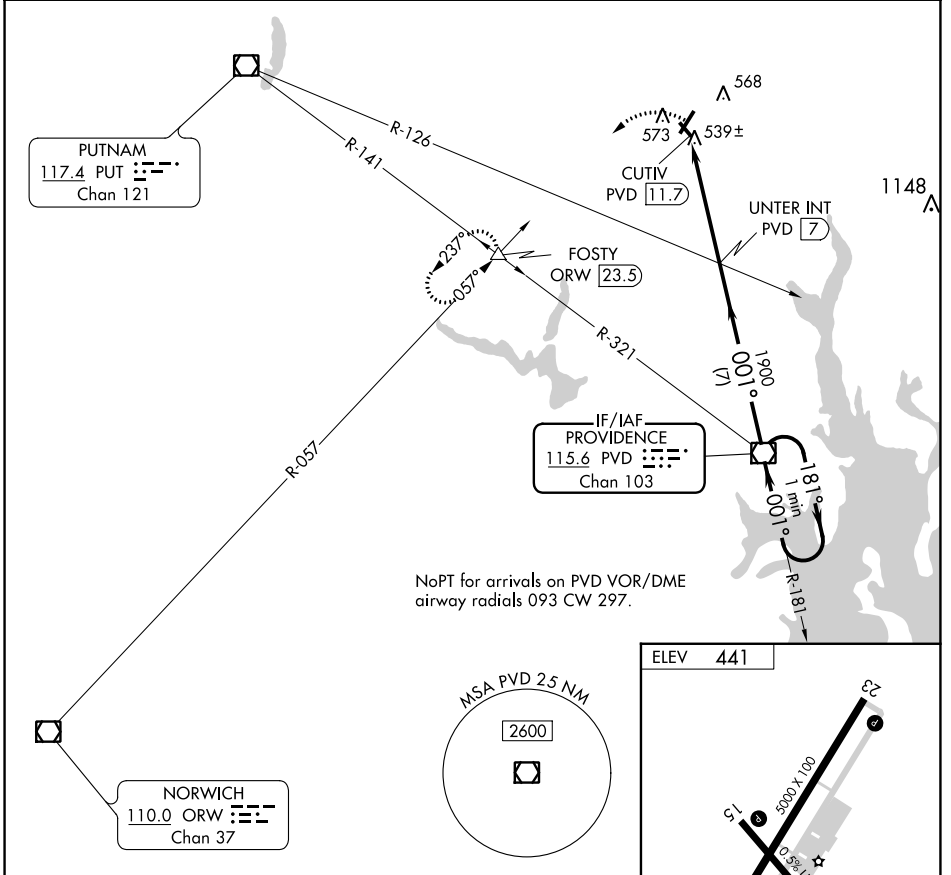 568
573
539±
R-126
R-141
PUTNAM
117.4 PUT
Chan 121
CUTIV
PVD 11.7
1148
UNTER INT
PVD 7
237°
057°
FOSTY
ORW 23.5
R-321
1900
001°
(7)
IF/IAF
PROVIDENCE
115.6 PVD
Chan 103
R-057
181°
1 min
001°
R-181
NoPT for arrivals on PVD VOR/DME
airway radials 093 CW 297.
MSA PVD 25 NM
2600
NORWICH
110.0 ORW
Chan 37
ELEV 441
23
P
5000 X 100
15
P
0.5%